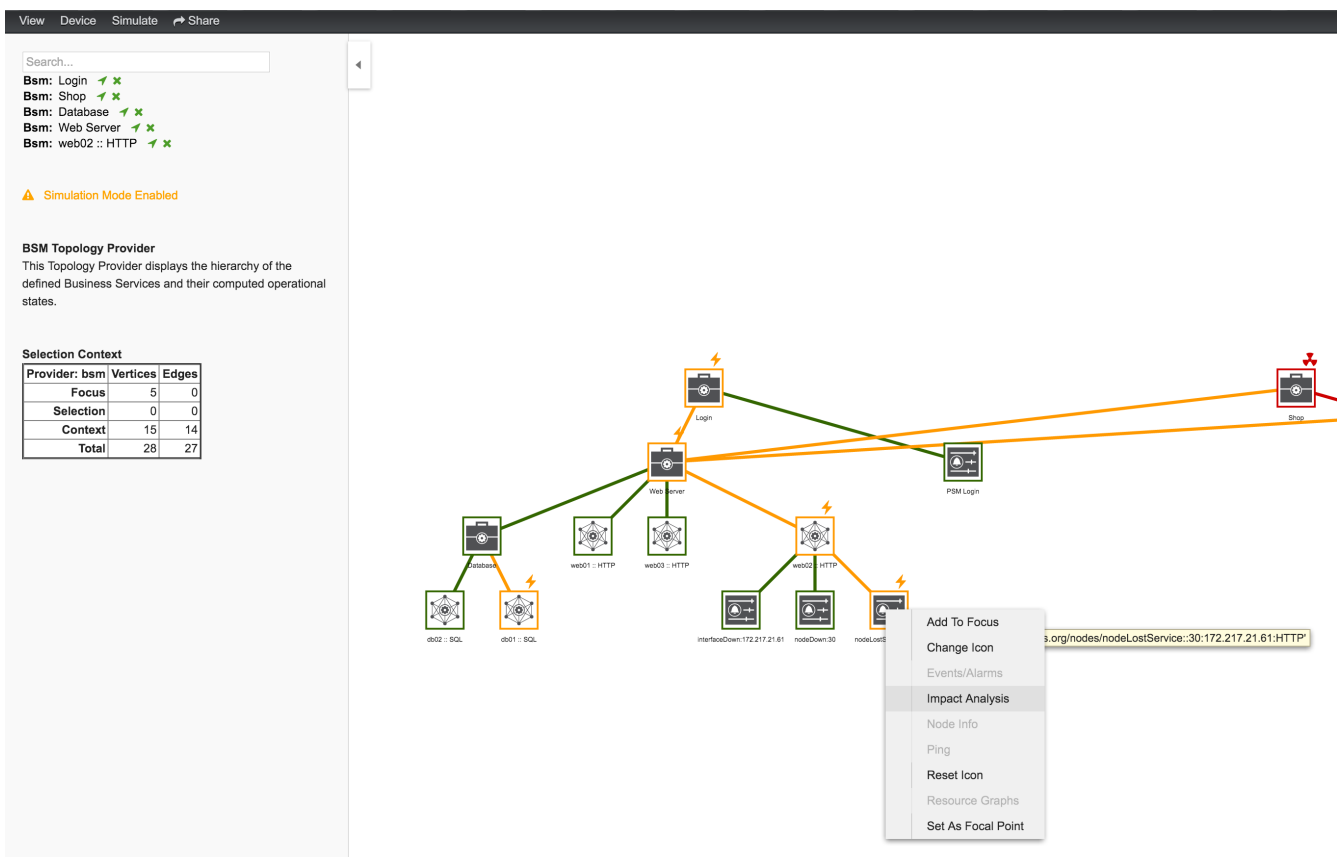 View Device Simulate Share
Search...
Bsm: Login
Bsm: Shop
Bsm: Database
Bsm: Web Server
Bsm: web02 :: HTTP
Simulation Mode Enabled
BSM Topology Provider
This Topology Provider displays the hierarchy of the
defined Business Services and their computed operational
states.
Selection Context
Provider: bsm Vertices Edges
Focus 5 0
Selection 0 0
Context 15 14
Total 28 27
Login
Shop
Web Server
PSM Login
Database
web01 :: HTTP
web03 :: HTTP
web02 :: HTTP
db02 :: SQL
db01 :: SQL
interfaceDown:172.217.21.61
nodeDown:30
nodeLostS
s.org/nodes/nodeLostService::30:172.217.21.61:HTTP'
Add To Focus
Change Icon
Events/Alarms
Impact Analysis
Node Info
Ping
Reset Icon
Resource Graphs
Set As Focal Point